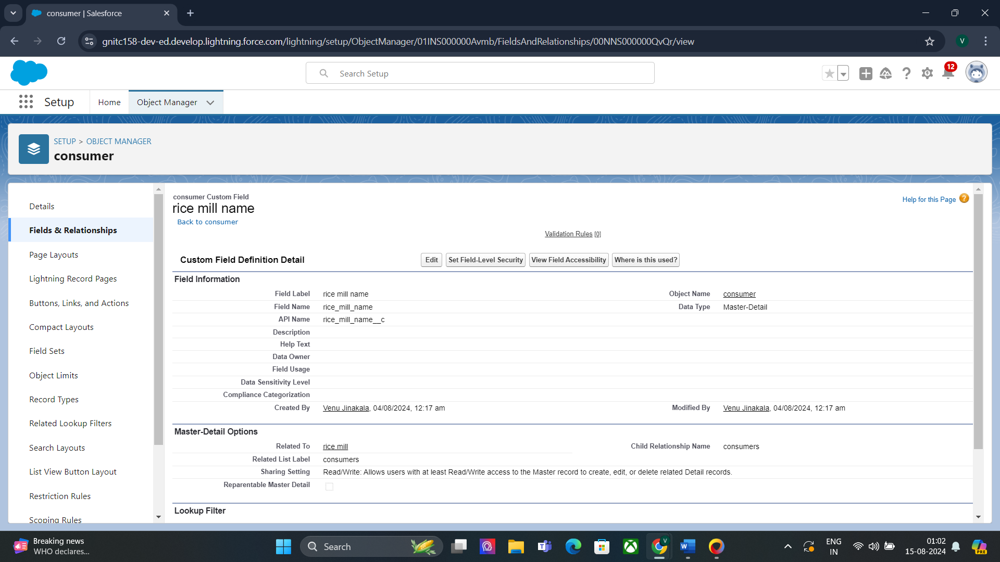 consumer | Salesforce
gnitc158-dev-ed.develop.lightning.force.com/lightning/setup/ObjectManager/01INS000000Avmb/FieldsAndRelationships/00NNS000000QvQr/view
V
Search Setup
12
Setup
Home
Object Manager
SETUP > OBJECT MANAGER
consumer
Details
Fields & Relationships
Page Layouts
Lightning Record Pages
Buttons, Links, and Actions
Compact Layouts
Field Sets
Object Limits
Record Types
Related Lookup Filters
Search Layouts
List View Button Layout
Restriction Rules
Scoping Rules
consumer Custom Field
rice mill name
Back to consumer
Help for this Page
Validation Rules [0]
Custom Field Definition Detail
Edit Set Field-Level Security View Field Accessibility Where is this used?
Field Information
Field Label rice mill name Object Name consumer
Field Name rice_mill_name Data Type Master-Detail
API Name rice_mill_name__c
Description
Help Text
Data Owner
Field Usage
Data Sensitivity Level
Compliance Categorization
Created By Venu Jinakala, 04/08/2024, 12:17 am Modified By Venu Jinakala, 04/08/2024, 12:17 am
Master-Detail Options
Related To rice mill Child Relationship Name consumers
Related List Label consumers
Sharing Setting Read/Write: Allows users with at least Read/Write access to the Master record to create, edit, or delete related Detail records.
Reparentable Master Detail
Lookup Filter
Breaking news
WHO declares...
Search
ENG
IN
01:02
15-08-2024
PRE